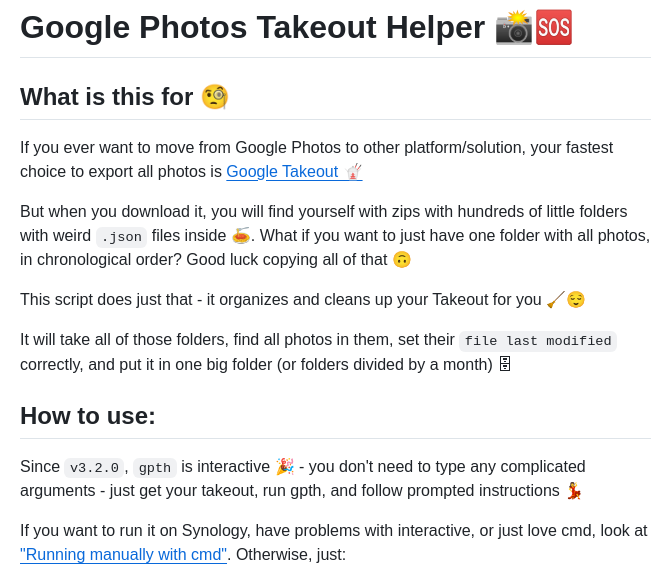 Google Photos Takeout Helper 📸🆘
What is this for 🧐
If you ever want to move from Google Photos to other platform/solution, your fastest
choice to export all photos is Google Takeout 🥡
But when you download it, you will find yourself with zips with hundreds of little folders
with weird .json files inside 🍝. What if you want to just have one folder with all photos,
in chronological order? Good luck copying all of that 🙃
This script does just that - it organizes and cleans up your Takeout for you 🧹😌
It will take all of those folders, find all photos in them, set their file last modified
correctly, and put it in one big folder (or folders divided by a month) 🗄
How to use:
Since v3.2.0, gpth is interactive 🎉 - you don't need to type any complicated
arguments - just get your takeout, run gpth, and follow prompted instructions 💃
If you want to run it on Synology, have problems with interactive, or just love cmd, look at
"Running manually with cmd". Otherwise, just: